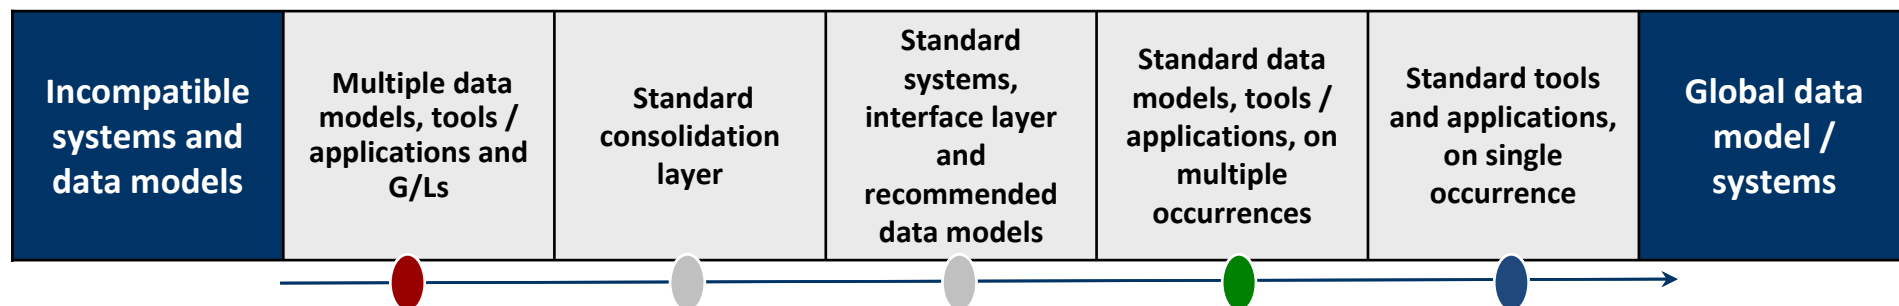 Incompatible
systems and
data models
Multiple data
models, tools /
applications and
G/Ls
Standard
consolidation
layer
Standard
systems,
interface layer
and
recommended
data models
Standard data
models, tools /
applications, on
multiple
occurrences
Standard tools
and applications,
on single
occurrence
Global data
model /
systems